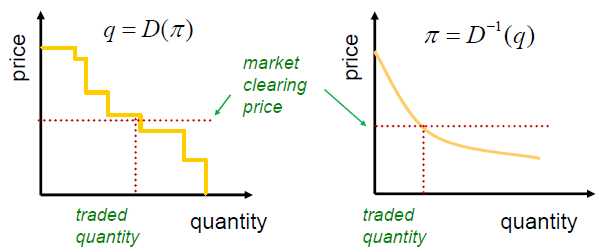 price
q = D(π)
market
clearing
price
traded
quantity
quantity
price
π = D⁻¹(q)
traded
quantity
quantity